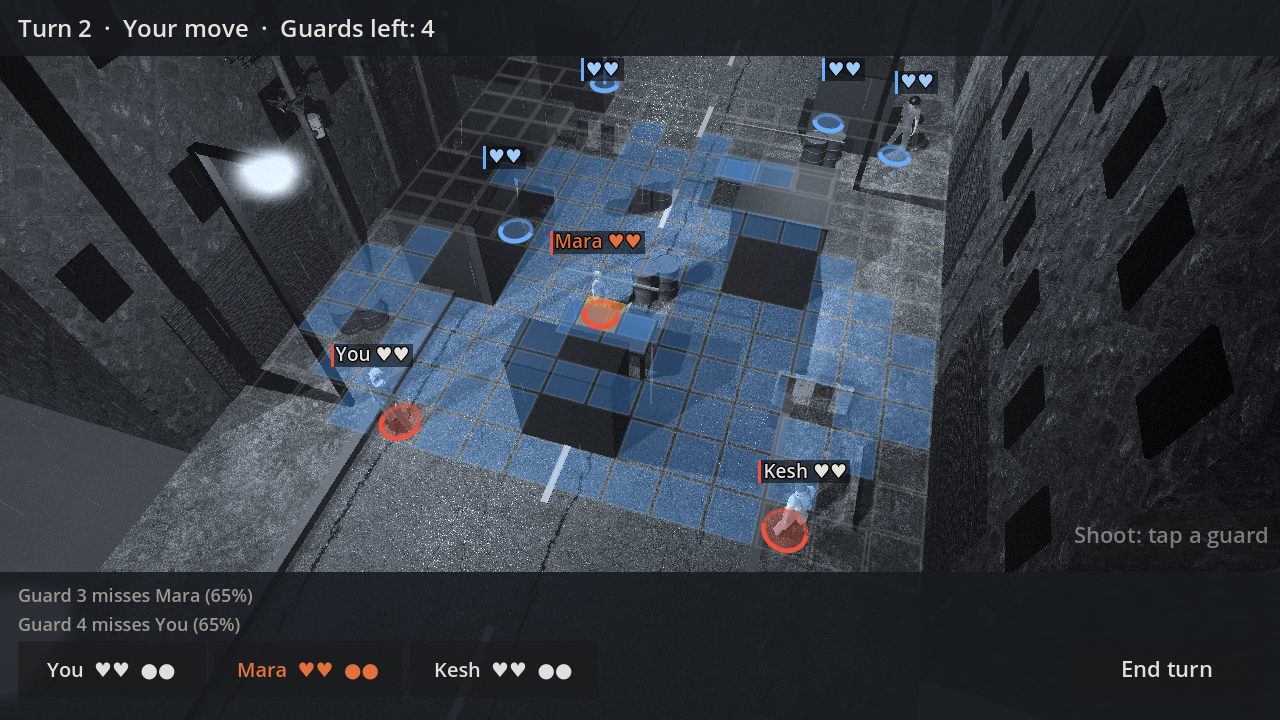 Turn 2 · Your move · Guards left: 4
♥♥
♥♥
♥♥
♥♥
Mara ♥♥
You ♥♥
Kesh ♥♥
Shoot: tap a guard
Guard 3 misses Mara (65%)
Guard 4 misses You (65%)
You ♥♥ ●●
Mara ♥♥ ●●
Kesh ♥♥ ●●
End turn